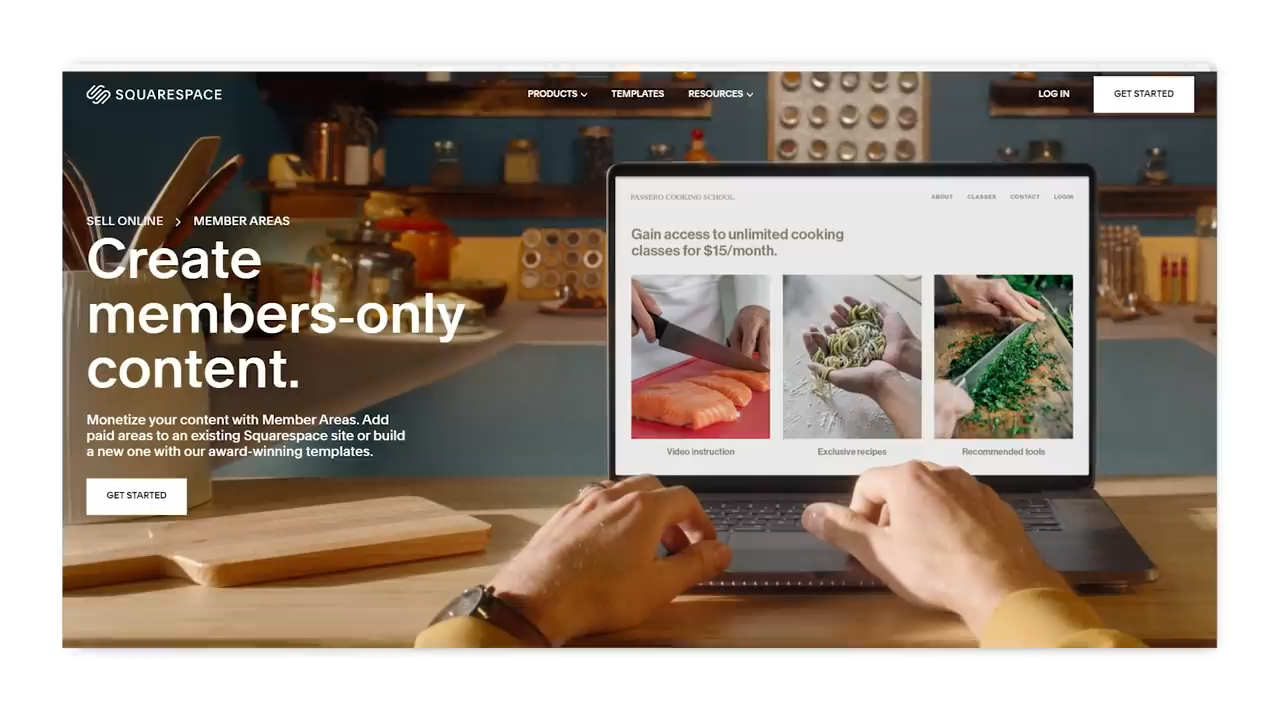 SQUARESPACE
PRODUCTS
TEMPLATES
RESOURCES
LOG IN
GET STARTED
SELL ONLINE > MEMBER AREAS
Create
members-only
content.
Monetize your content with Member Areas. Add
paid areas to an existing Squarespace site or build
a new one with our award-winning templates.
GET STARTED
PASSERO COOKING SCHOOL
ABOUT
CLASSES
CONTACT
LOGIN
Gain access to unlimited cooking
classes for $15/month.
Video instruction
Exclusive recipes
Recommended tools